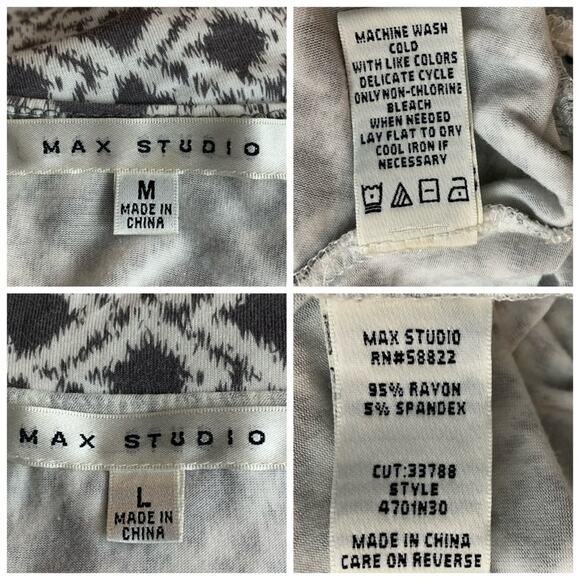 MAX STUDIO
M
MADE IN
CHINA
MACHINE WASH
COLD
WITH LIKE COLORS
DELICATE CYCLE
ONLY NON-CHLORINE
BLEACH
WHEN NEEDED
LAY FLAT TO DRY
COOL IRON IF
NECESSARY
MAX STUDIO
L
MADE IN
CHINA
MAX STUDIO
RN#58822
95% RAYON
5% SPANDEX
CUT:33788
STYLE
4701N30
MADE IN CHINA
CARE ON REVERSE